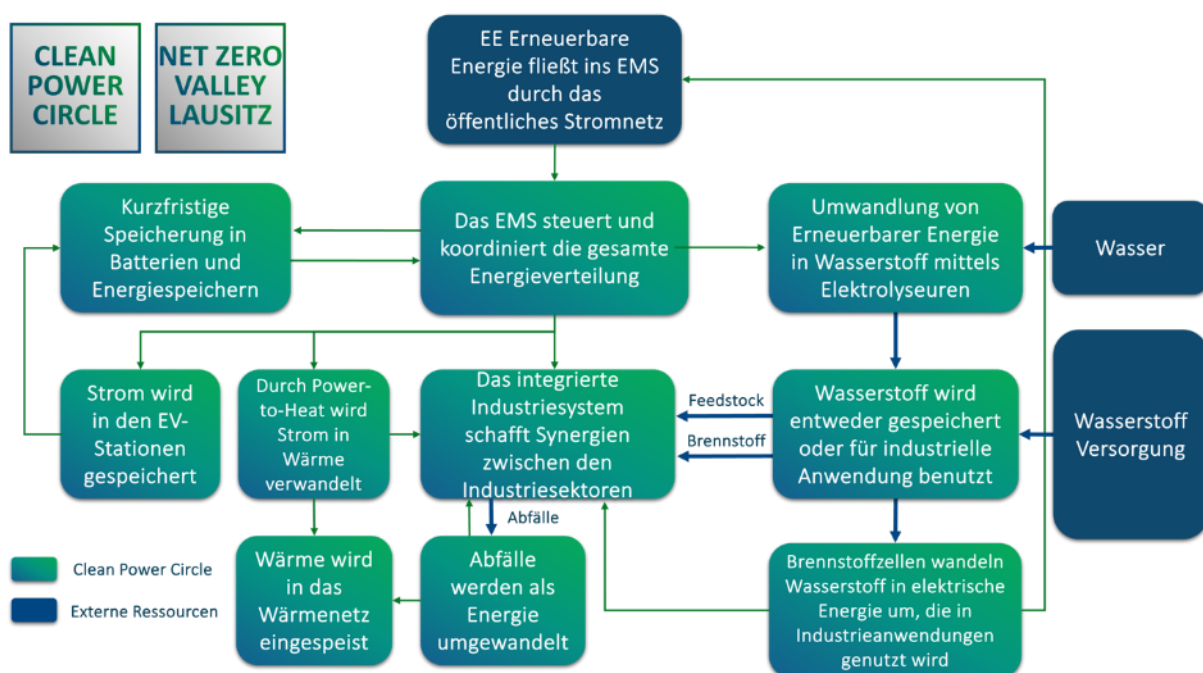 CLEAN
POWER
CIRCLE
NET ZERO
VALLEY
LAUSITZ
EE Erneuerbare
Energie fließt ins EMS
durch das
öffentliches Stromnetz
Kurzfristige
Speicherung in
Batterien und
Energiespeichern
Das EMS steuert und
koordiniert die gesamte
Energieverteilung
Umwandlung von
Erneuerbarer Energie
in Wasserstoff mittels
Elektrolyseuren
Wasser
Strom wird
in den EV-
Stationen
gespeichert
Durch Power-
to-Heat wird
Strom in
Wärme
verwandelt
Das integrierte
Industriesystem
schafft Synergien
zwischen den
Industriesektoren
Feedstock
Brennstoff
Wasserstoff wird
entweder gespeichert
oder für industrielle
Anwendung benutzt
Wasserstoff
Versorgung
Abfälle
Wärme wird
in das
Wärmenetz
eingespeist
Abfälle
werden als
Energie
umgewandelt
Brennstoffzellen wandeln
Wasserstoff in elektrische
Energie um, die in
Industrieanwendungen
genutzt wird
Clean Power Circle
Externe Ressourcen